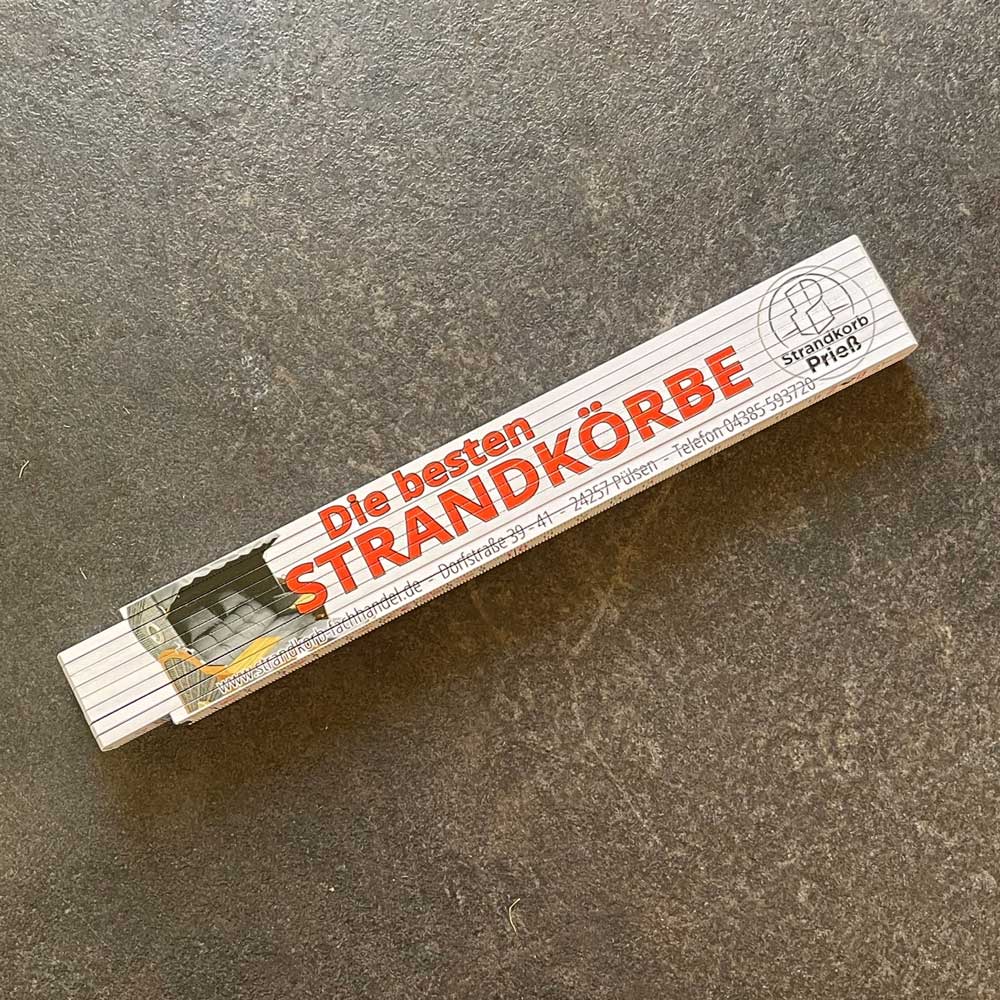 Die besten
STRANDKÖRBE
www.strandkorb-fachhandel.de - Dorfstraße 39 - 41 - 24257 Pülsen - Telefon 04385-593720
Strandkorb
Prieß